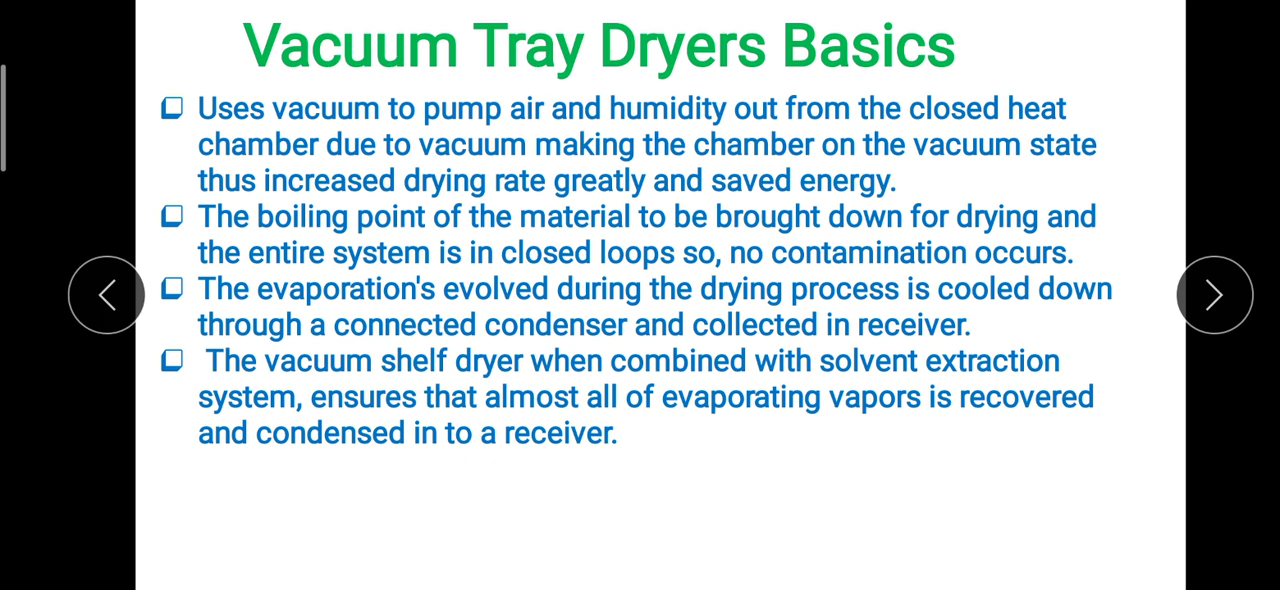 Vacuum Tray Dryers Basics
❑ Uses vacuum to pump air and humidity out from the closed heat
chamber due to vacuum making the chamber on the vacuum state
thus increased drying rate greatly and saved energy.
❑ The boiling point of the material to be brought down for drying and
the entire system is in closed loops so, no contamination occurs.
❑ The evaporation's evolved during the drying process is cooled down
through a connected condenser and collected in receiver.
❑ The vacuum shelf dryer when combined with solvent extraction
system, ensures that almost all of evaporating vapors is recovered
and condensed in to a receiver.